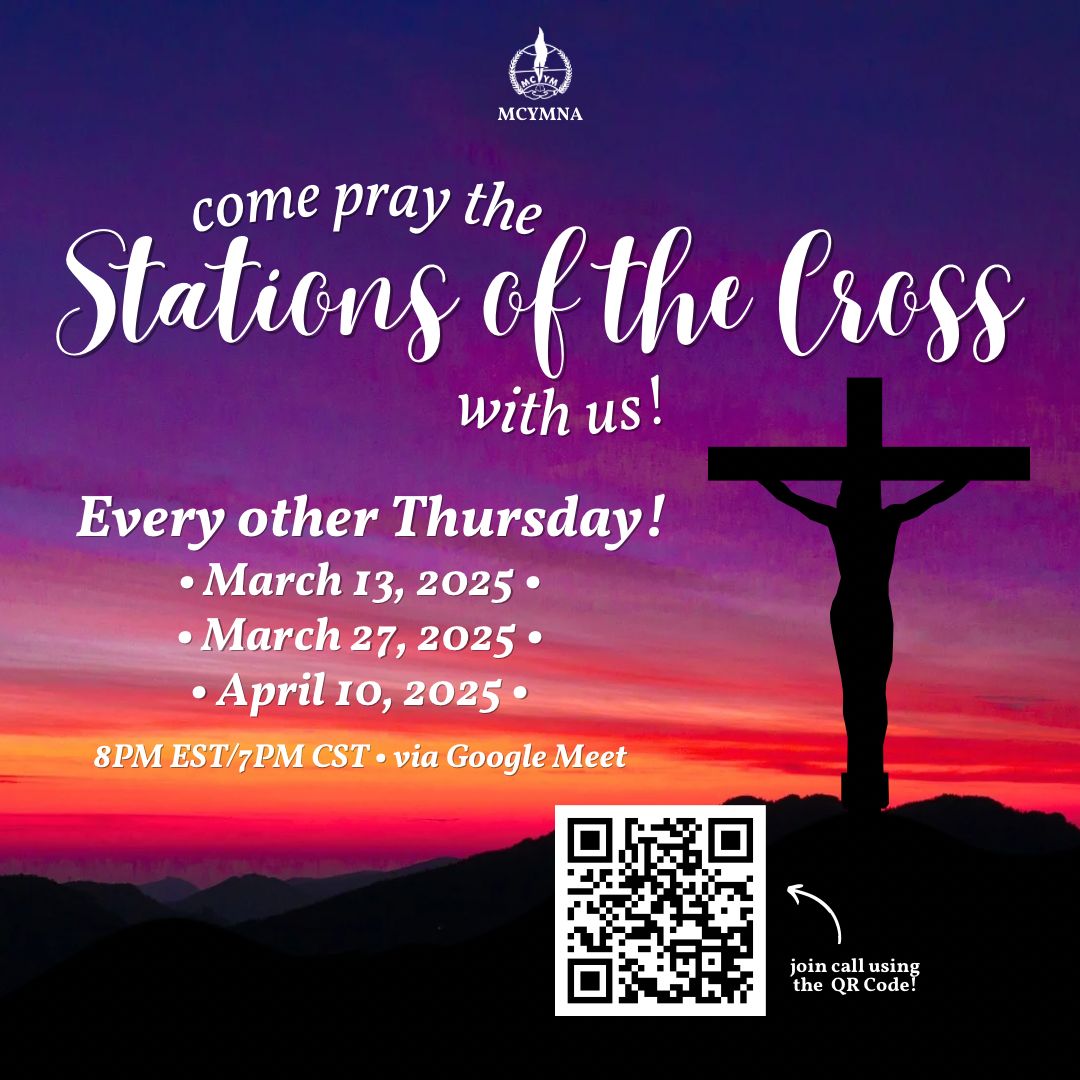 MCYM
MCYMNA
come pray the
Stations of the Cross
with us!
Every other Thursday!
• March 13, 2025 •
• March 27, 2025 •
• April 10, 2025 •
8PM EST/7PM CST • via Google Meet
join call using
the QR Code!